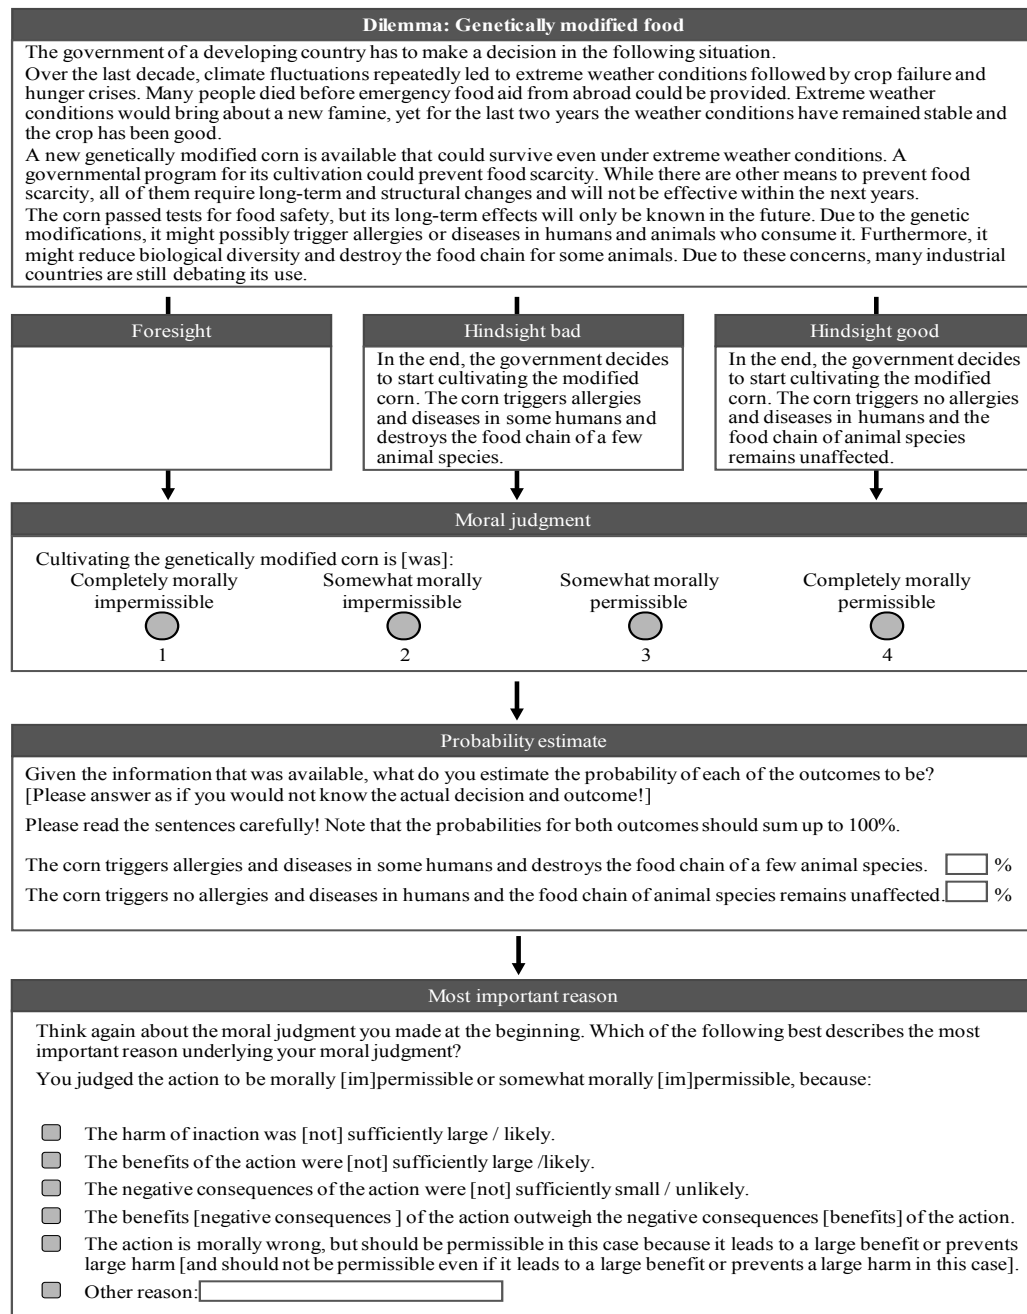 Dilemma: Genetically modified food
The government of a developing country has to make a decision in the following situation.
Over the last decade, climate fluctuations repeatedly led to extreme weather conditions followed by crop failure and
hunger crises. Many people died before emergency food aid from abroad could be provided. Extreme weather
conditions would bring about a new famine, yet for the last two years the weather conditions have remained stable and
the crop has been good.
A new genetically modified corn is available that could survive even under extreme weather conditions. A
governmental program for its cultivation could prevent food scarcity. While there are other means to prevent food
scarcity, all of them require long-term and structural changes and will not be effective within the next years.
The corn passed tests for food safety, but its long-term effects will only be known in the future. Due to the genetic
modifications, it might possibly trigger allergies or diseases in humans and animals who consume it. Furthermore, it
might reduce biological diversity and destroy the food chain for some animals. Due to these concerns, many industrial
countries are still debating its use.
Foresight
Hindsight bad
In the end, the government decides
to start cultivating the modified
corn. The corn triggers allergies
and diseases in some humans and
destroys the food chain of a few
animal species.
Hindsight good
In the end, the government decides
to start cultivating the modified
corn. The corn triggers no allergies
and diseases in humans and the
food chain of animal species
remains unaffected.
Moral judgment
Cultivating the genetically modified corn is [was]:
Completely morally
impermissible
1
Somewhat morally
impermissible
2
Somewhat morally
permissible
3
Completely morally
permissible
4
Probability estimate
Given the information that was available, what do you estimate the probability of each of the outcomes to be?
[Please answer as if you would not know the actual decision and outcome!]
Please read the sentences carefully! Note that the probabilities for both outcomes should sum up to 100%.
The corn triggers allergies and diseases in some humans and destroys the food chain of a few animal species. %
The corn triggers no allergies and diseases in humans and the food chain of animal species remains unaffected. %
Most important reason
Think again about the moral judgment you made at the beginning. Which of the following best describes the most
important reason underlying your moral judgment?
You judged the action to be morally [im]permissible or somewhat morally [im]permissible, because:
The harm of inaction was [not] sufficiently large / likely.
The benefits of the action were [not] sufficiently large /likely.
The negative consequences of the action were [not] sufficiently small / unlikely.
The benefits [negative consequences ] of the action outweigh the negative consequences [benefits] of the action.
The action is morally wrong, but should be permissible in this case because it leads to a large benefit or prevents
large harm [and should not be permissible even if it leads to a large benefit or prevents a large harm in this case].
Other reason: